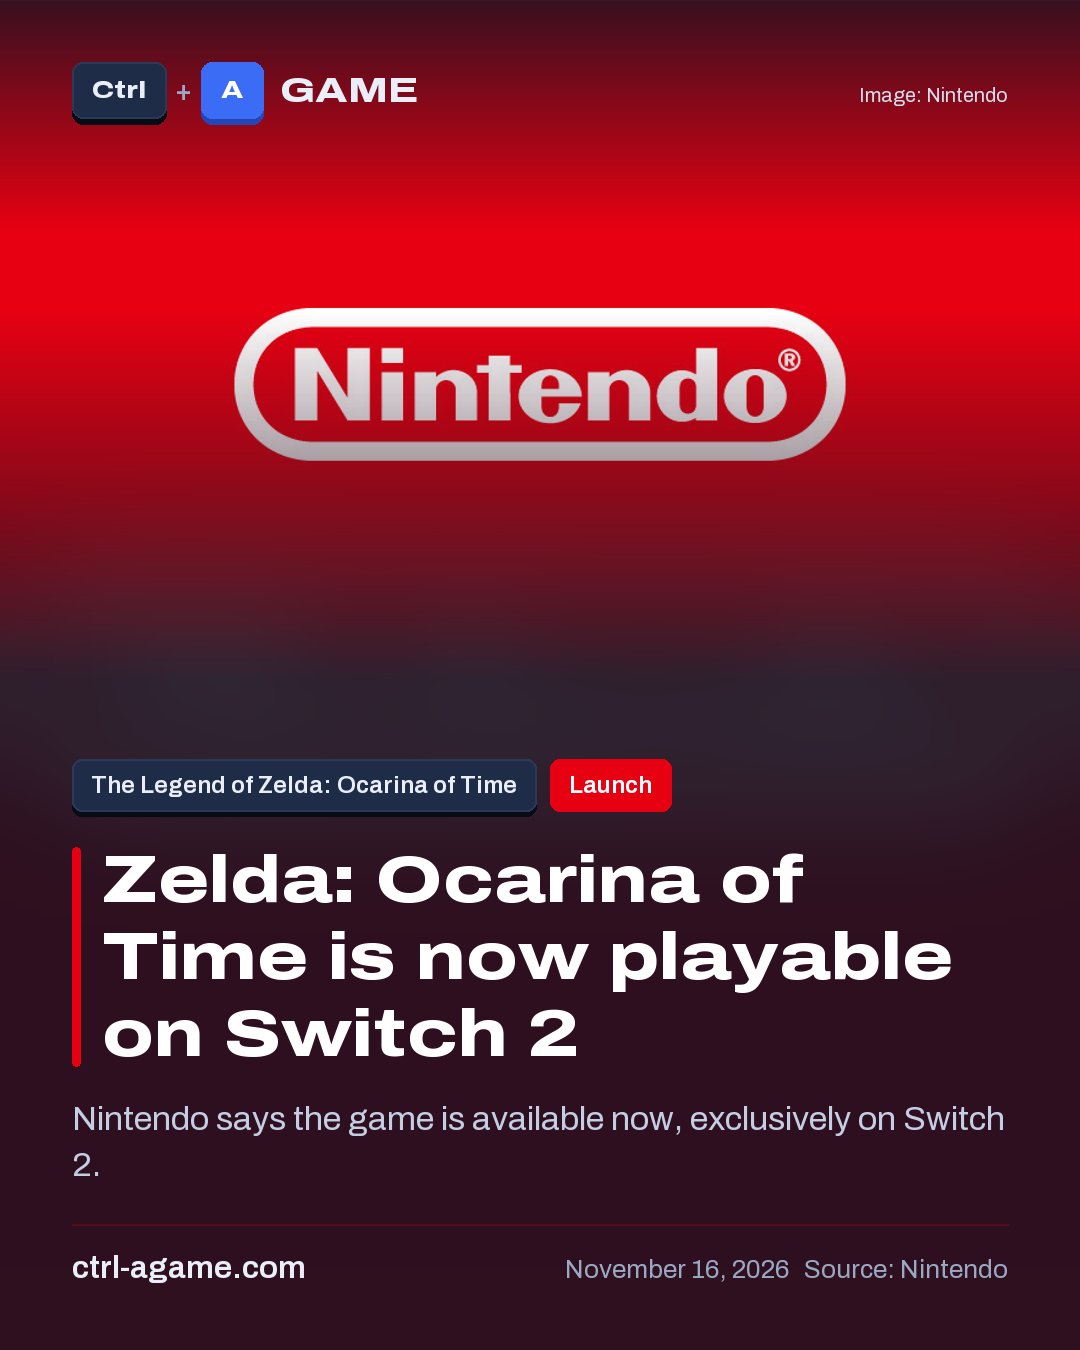 Ctrl + A GAME
Image: Nintendo
Nintendo®
The Legend of Zelda: Ocarina of Time
Launch
Zelda: Ocarina of
Time is now playable
on Switch 2
Nintendo says the game is available now, exclusively on Switch
2.
ctrl-agame.com
November 16, 2026 Source: Nintendo